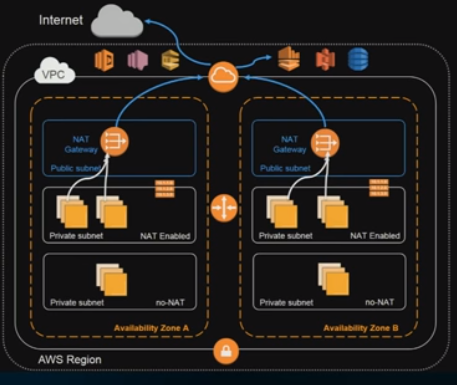 Internet
VPC
NAT
Gateway
Public subnet
Private subnet
NAT Enabled
Private subnet
no-NAT
Availability Zone A
NAT
Gateway
Public subnet
Private subnet
NAT Enabled
Private subnet
no-NAT
Availability Zone B
AWS Region